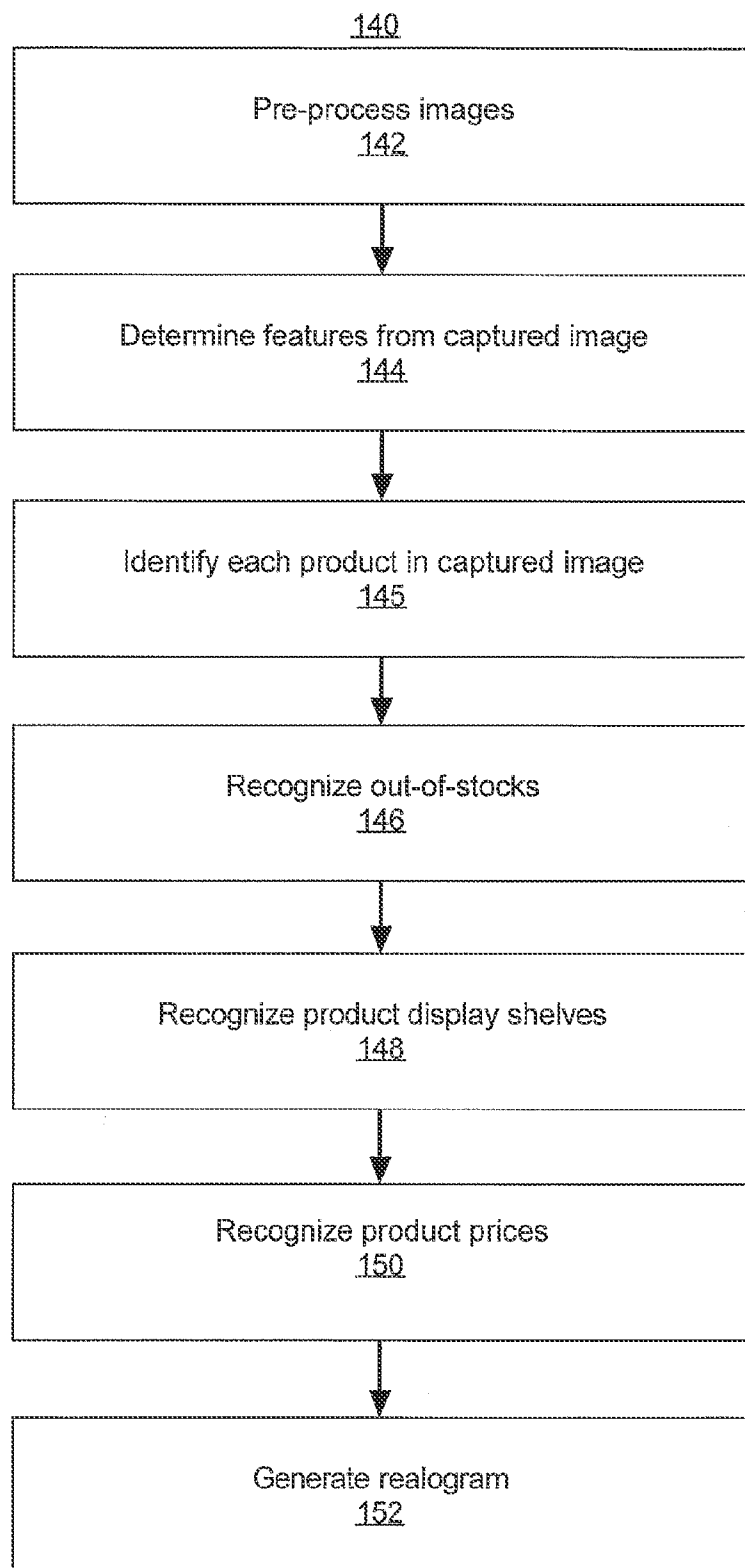 140
Pre-process images
142
Determine features from captured image
144
Identify each product in captured image
145
Recognize out-of-stocks
146
Recognize product display shelves
148
Recognize product prices
150
Generate realogram
152